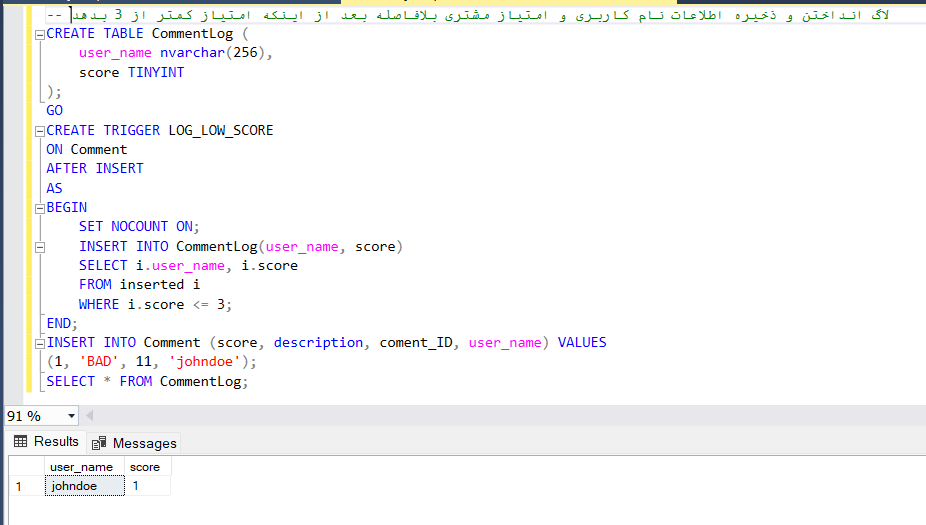 -- لاگ انداختن و ذخیره اطلاعات نام کاربری و امتیاز مشتری بلافاصله بعد از اینکه امتیاز کمتر از 3 بدهد
CREATE TABLE CommentLog (
user_name nvarchar(256),
score TINYINT
);
GO
CREATE TRIGGER LOG_LOW_SCORE
ON Comment
AFTER INSERT
AS
BEGIN
SET NOCOUNT ON;
INSERT INTO CommentLog(user_name, score)
SELECT i.user_name, i.score
FROM inserted i
WHERE i.score <= 3;
END;
INSERT INTO Comment (score, description, coment_ID, user_name) VALUES
(1, 'BAD', 11, 'johndoe');
SELECT * FROM CommentLog;
91 %
Results Messages
user_name score
1 johndoe 1